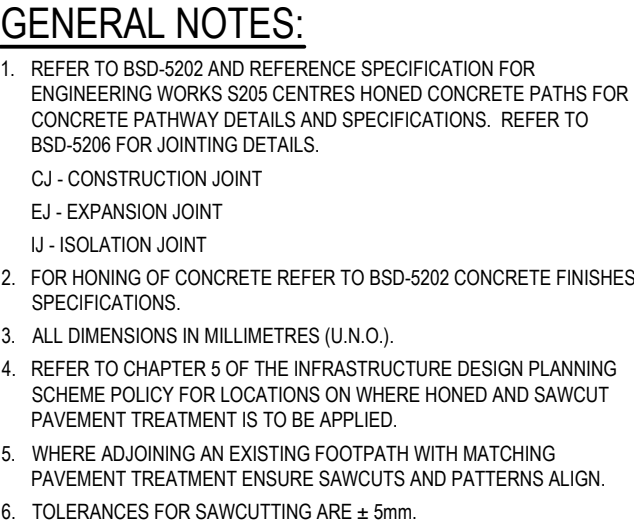 GENERAL NOTES:
1. REFER TO BSD-5202 AND REFERENCE SPECIFICATION FOR
ENGINEERING WORKS S205 CENTRES HONED CONCRETE PATHS FOR
CONCRETE PATHWAY DETAILS AND SPECIFICATIONS. REFER TO
BSD-5206 FOR JOINTING DETAILS.
CJ - CONSTRUCTION JOINT
EJ - EXPANSION JOINT
IJ - ISOLATION JOINT
2. FOR HONING OF CONCRETE REFER TO BSD-5202 CONCRETE FINISHES
SPECIFICATIONS.
3. ALL DIMENSIONS IN MILLIMETRES (U.N.O.).
4. REFER TO CHAPTER 5 OF THE INFRASTRUCTURE DESIGN PLANNING
SCHEME POLICY FOR LOCATIONS ON WHERE HONED AND SAWCUT
PAVEMENT TREATMENT IS TO BE APPLIED.
5. WHERE ADJOINING AN EXISTING FOOTPATH WITH MATCHING
PAVEMENT TREATMENT ENSURE SAWCUTS AND PATTERNS ALIGN.
6. TOLERANCES FOR SAWCUTTING ARE ± 5mm.